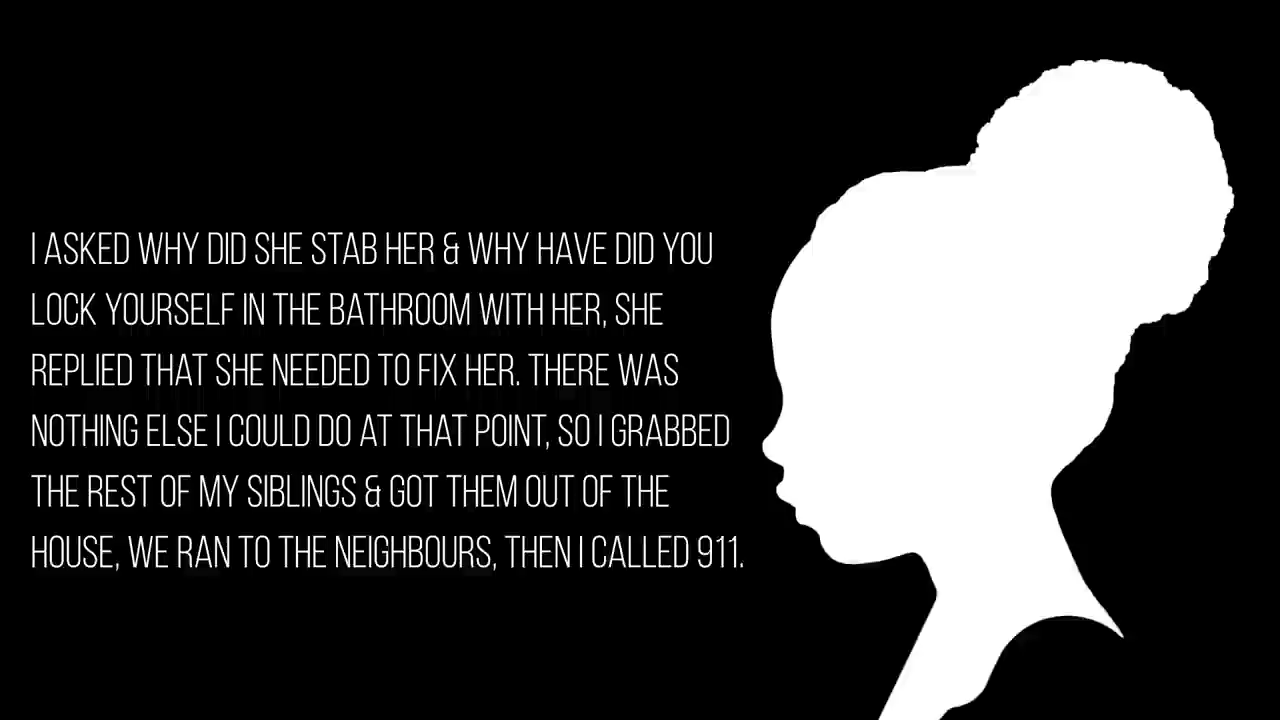 I ASKED WHY DID SHE STAB HER & WHY HAVE DID YOU
LOCK YOURSELF IN THE BATHROOM WITH HER, SHE
REPLIED THAT SHE NEEDED TO FIX HER. THERE WAS
NOTHING ELSE I COULD DO AT THAT POINT, SO I GRABBED
THE REST OF MY SIBLINGS & GOT THEM OUT OF THE
HOUSE, WE RAN TO THE NEIGHBOURS, THEN I CALLED 911.